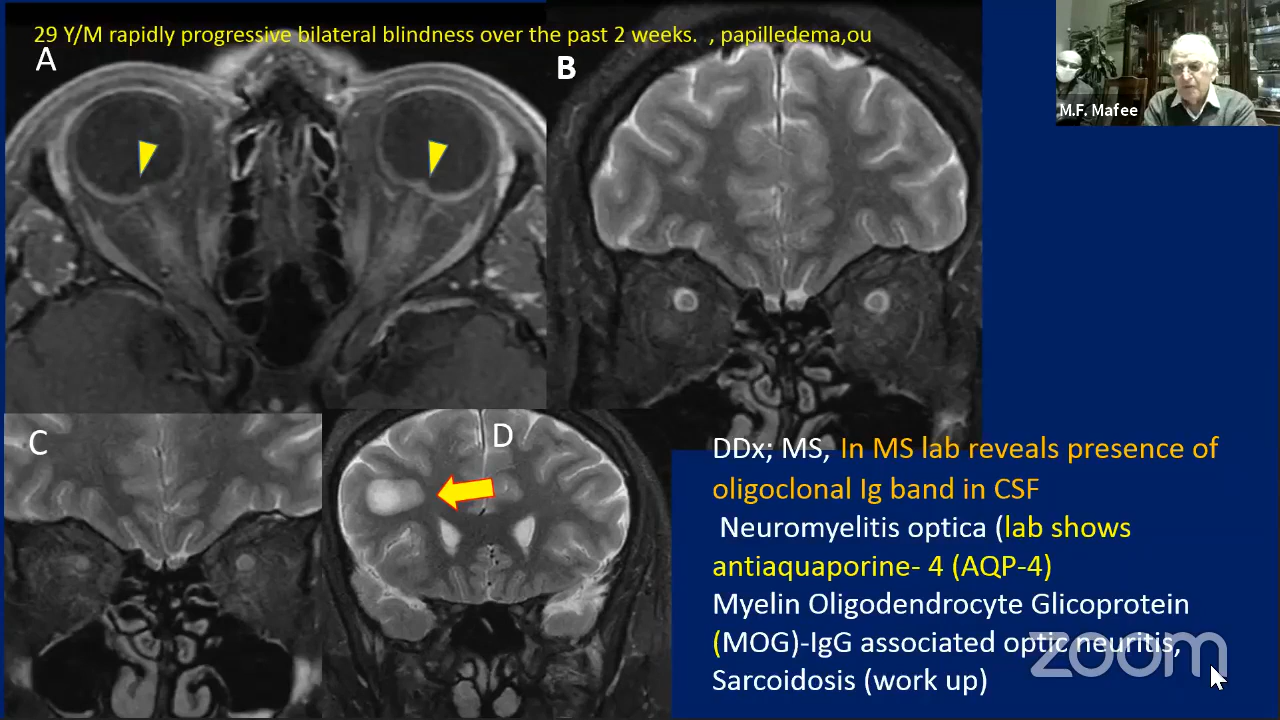 29 Y/M rapidly progressive bilateral blindness over the past 2 weeks.  , papilledema,ou
A
B
M.F. Mafee
C
D
DDx; MS, In MS lab reveals presence of
oligoclonal Ig band in CSF
Neuromyelitis optica (lab shows
antiaquaporine- 4 (AQP-4)
Myelin Oligodendrocyte Glicoprotein
(MOG)-IgG associated optic neuritis,
Sarcoidosis (work up)
zoom